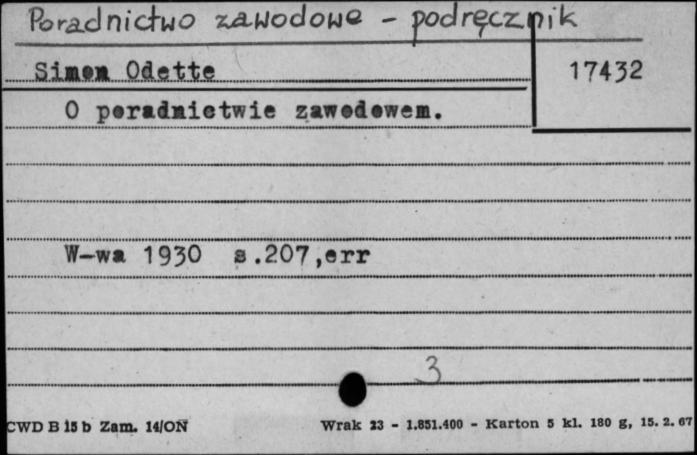 Poradnictwo zawodowe - podręcznik
Simon Odette 17432
O poradnictwie zawodowem.
W-wa 1930 s.207,err
3
CWD B 15 b Zam. 14/ON Wrak 23 - 1.851.400 - Karton 5 kl. 180 g, 15. 2. 67